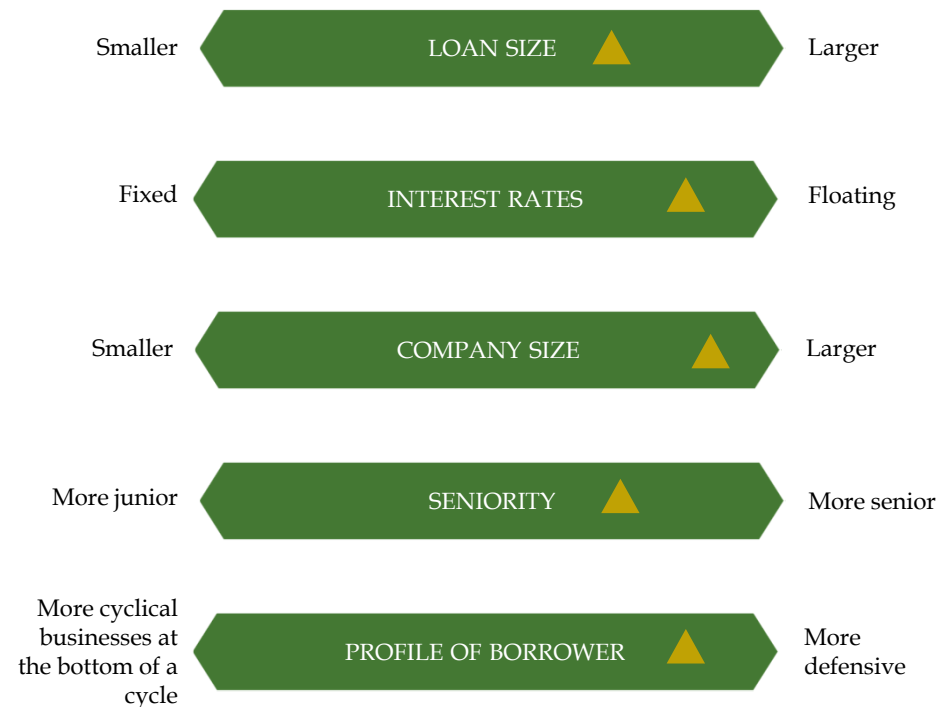 Smaller
LOAN SIZE
Larger
Fixed
INTEREST RATES
Floating
Smaller
COMPANY SIZE
Larger
More junior
SENIORITY
More senior
More cyclical
businesses at
the bottom of a
cycle
PROFILE OF BORROWER
More
defensive